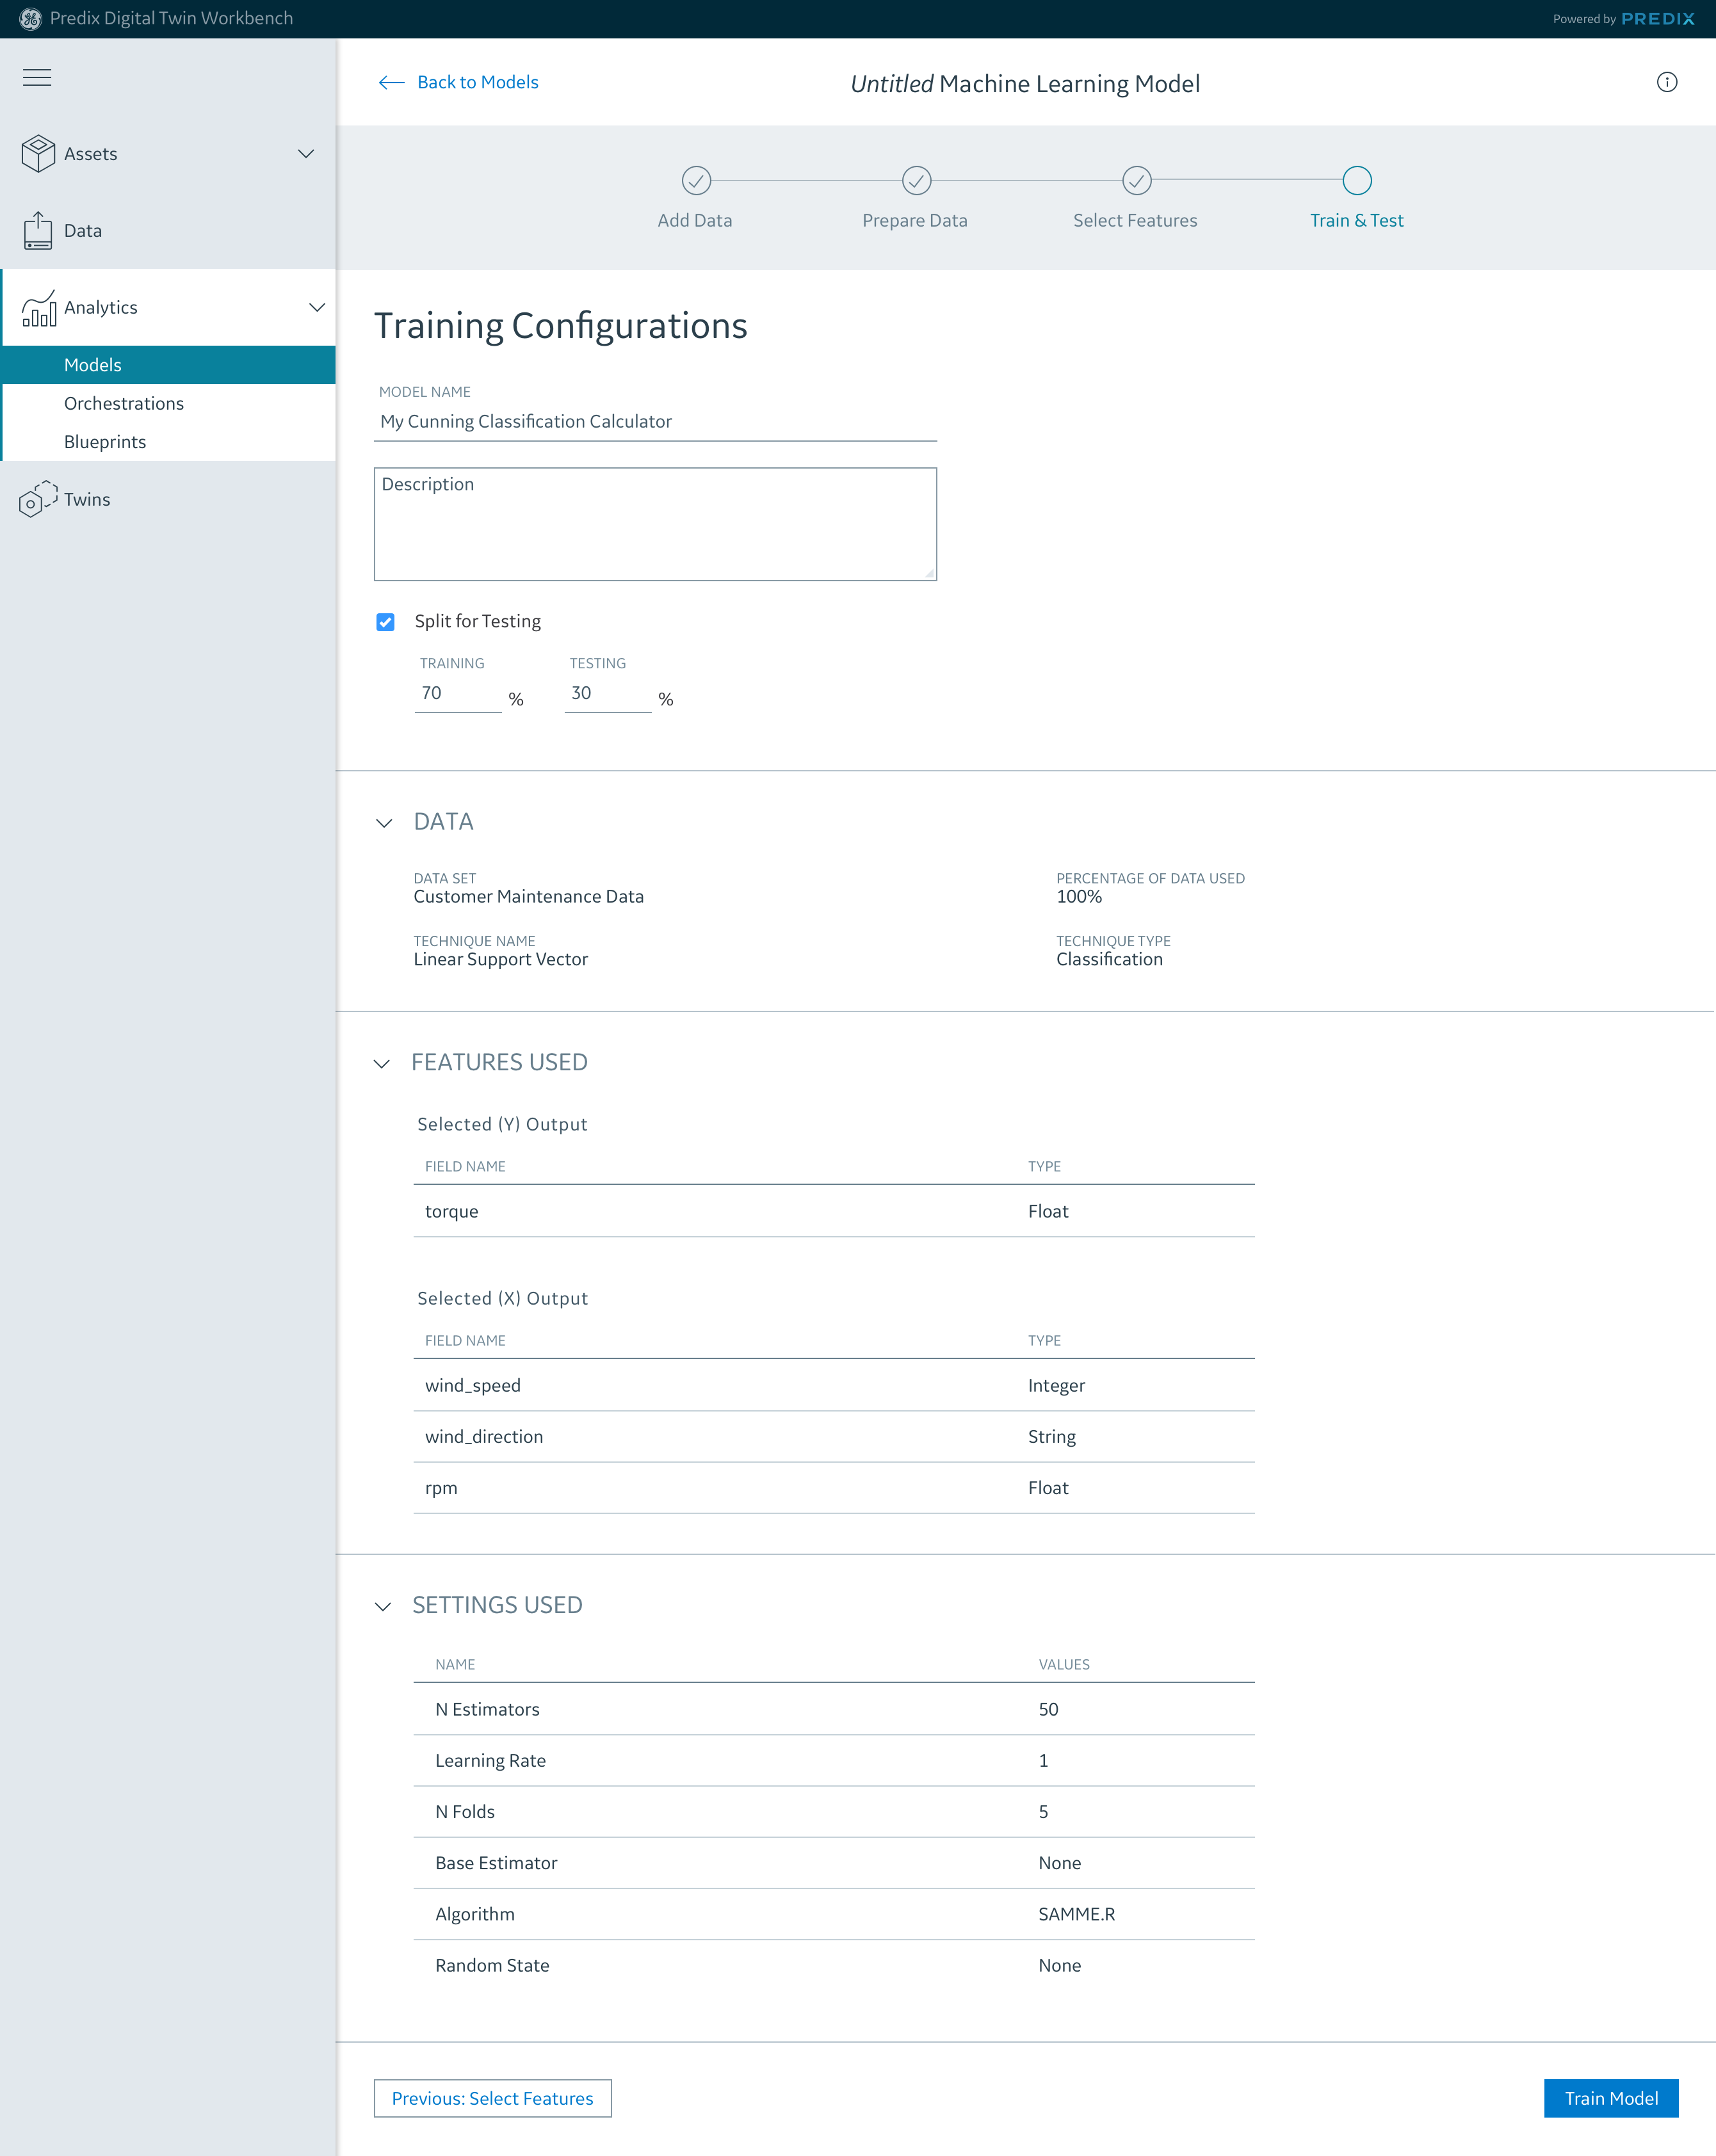 Predix Digital Twin Workbench
Powered by PREDIX
Back to Models
Untitled Machine Learning Model
Assets
Data
Analytics
Models
Orchestrations
Blueprints
Twins
Add Data
Prepare Data
Select Features
Train & Test
Training Configurations
MODEL NAME
My Cunning Classification Calculator
Description
Split for Testing
TRAINING TESTING
70 % 30 %
DATA
DATA SET PERCENTAGE OF DATA USED
Customer Maintenance Data 100%
TECHNIQUE NAME TECHNIQUE TYPE
Linear Support Vector Classification
FEATURES USED
Selected (Y) Output
FIELD NAME TYPE
torque Float
Selected (X) Output
FIELD NAME TYPE
wind_speed Integer
wind_direction String
rpm Float
SETTINGS USED
NAME VALUES
N Estimators 50
Learning Rate 1
N Folds 5
Base Estimator None
Algorithm SAMME.R
Random State None
Previous: Select Features
Train Model